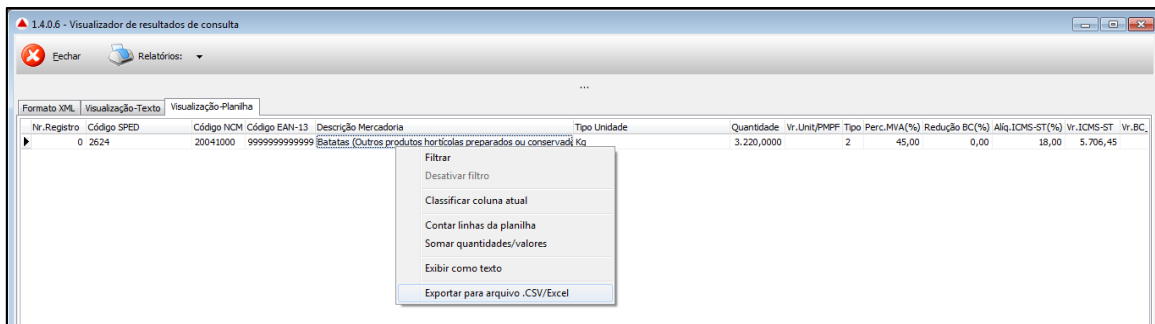 1.4.0.6 - Visualizador de resultados de consulta
Fechar Relatórios:
...
Formato XML Visualização-Texto Visualização-Planilha
Nr.Registro Código SPED Código NCM Código EAN-13 Descrição Mercadoria Tipo Unidade Quantidade Vr.Unit/PMPF Tipo Perc.MVA(%) Redução BC(%) Alíq.ICMS-ST(%) Vr.ICMS-ST Vr.BC_
0 2624 20041000 9999999999999 Batatas (Outros produtos hortícolas preparados ou conservad Kg 3.220,0000 2 45,00 0,00 18,00 5.706,45
Filtrar
Desativar filtro
Classificar coluna atual
Contar linhas da planilha
Somar quantidades/valores
Exibir como texto
Exportar para arquivo .CSV/Excel